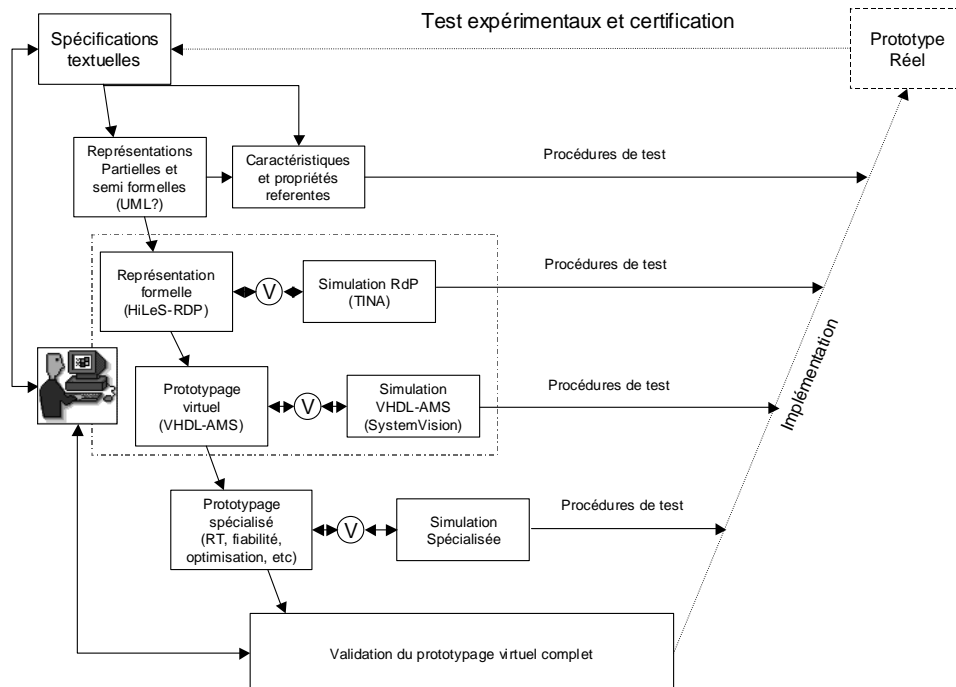 Test expérimentaux et certification
Spécifications
textuelles
Prototype
Réel
Représentations
Partielles et
semi formelles
(UML?)
Caractéristiques
et propriétés
referentes
Procédures de test
Représentation
formelle
(HiLeS-RDP)
V
Simulation RdP
(TINA)
Procédures de test
Prototypage
virtuel
(VHDL-AMS)
V
Simulation
VHDL-AMS
(SystemVision)
Procédures de test
Implémentation
Prototypage
spécialisé
(RT, fiabilité,
optimisation, etc)
V
Simulation
Spécialisée
Procédures de test
Validation du prototypage virtuel complet